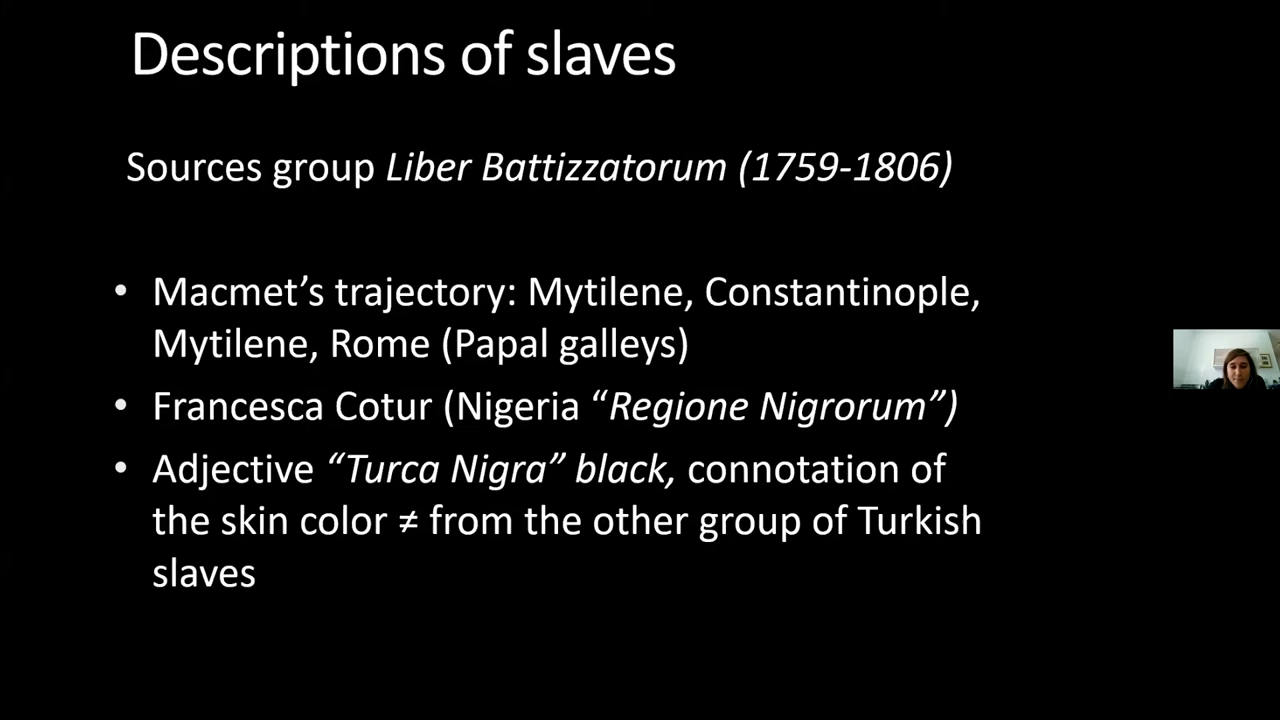 Descriptions of slaves
Sources group Liber Battizzatorum (1759-1806)
• Macmet’s trajectory: Mytilene, Constantinople,
Mytilene, Rome (Papal galleys)
• Francesca Cotur (Nigeria “Regione Nigrorum”)
• Adjective “Turca Nigra” black, connotation of
the skin color ≠ from the other group of Turkish
slaves